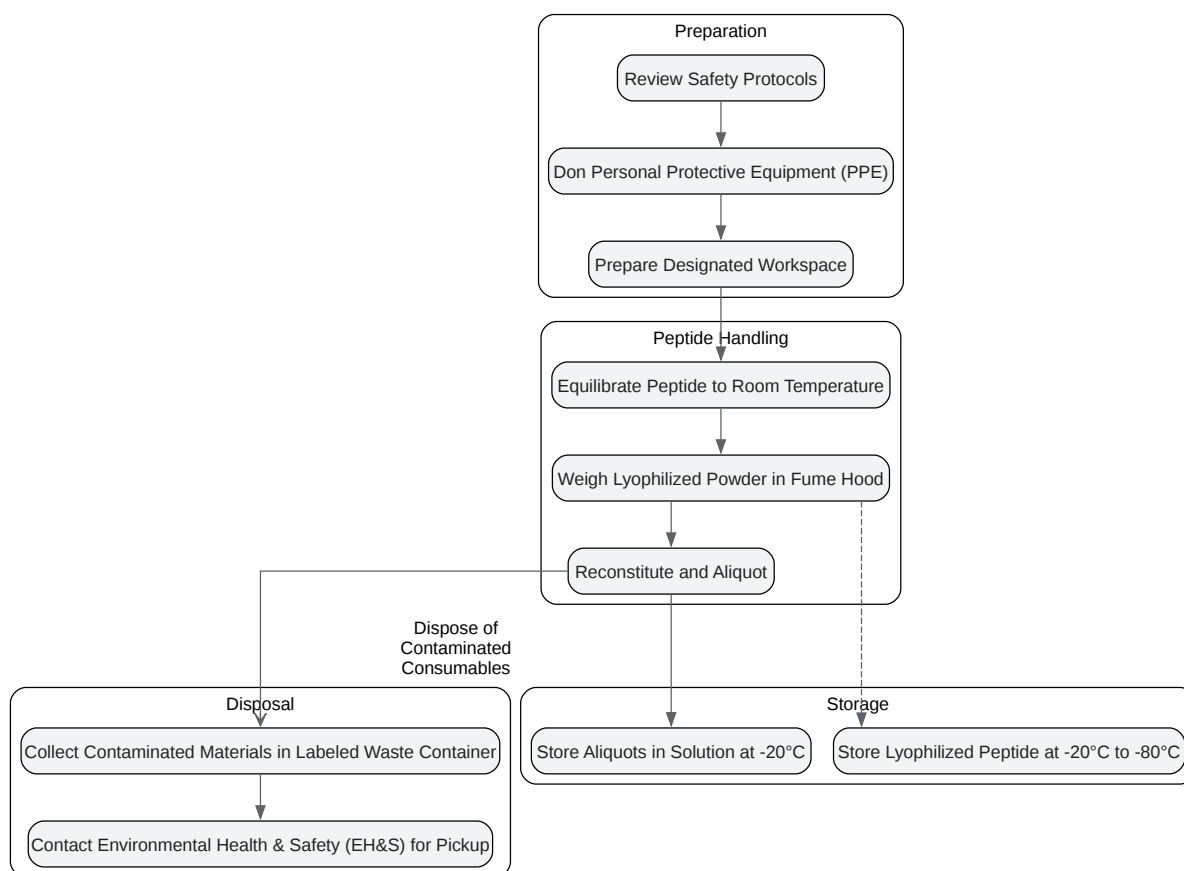 Preparation
Review Safety Protocols
Don Personal Protective Equipment (PPE)
Prepare Designated Workspace
Peptide Handling
Equilibrate Peptide to Room Temperature
Weigh Lyophilized Powder in Fume Hood
Reconstitute and Aliquot
Dispose of
Contaminated
Consumables
Disposal
Collect Contaminated Materials in Labeled Waste Container
Contact Environmental Health & Safety (EH&S) for Pickup
Storage
Store Aliquots in Solution at -20°C
Store Lyophilized Peptide at -20°C to -80°C